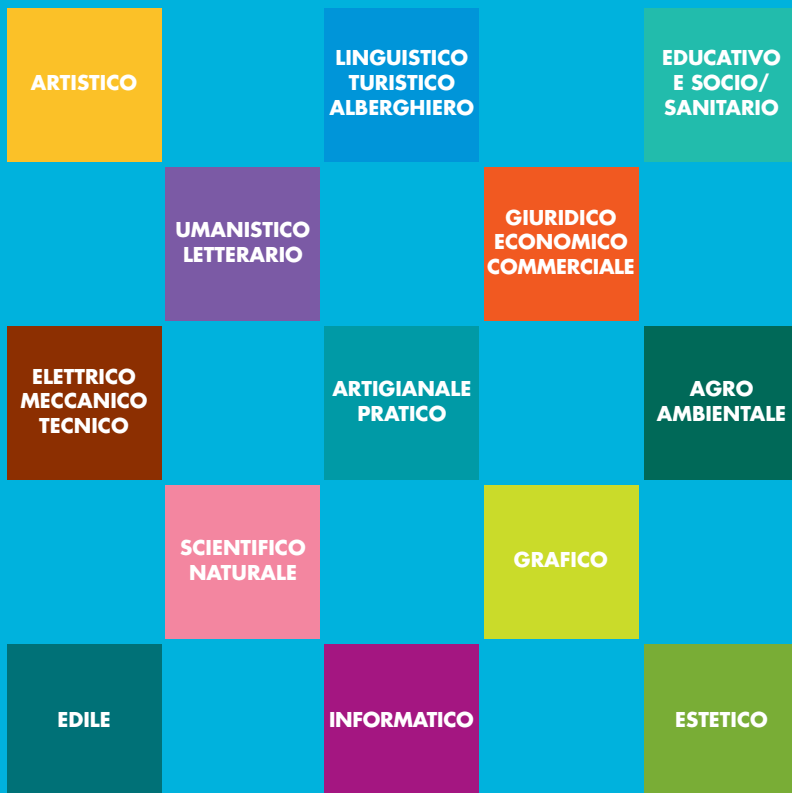 ARTISTICO
LINGUISTICO
TURISTICO
ALBERGHIERO
EDUCATIVO
E SOCIO/
SANITARIO
UMANISTICO
LETTERARIO
GIURIDICO
ECONOMICO
COMMERCIALE
ELETTRICO
MECCANICO
TECNICO
ARTIGIANALE
PRATICO
AGRO
AMBIENTALE
SCIENTIFICO
NATURALE
GRAFICO
EDILE
INFORMATICO
ESTETICO